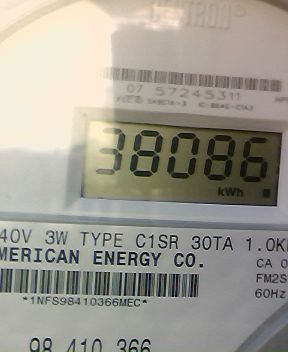 CENTRON®
07 57245311
38086
kWh
40V 3W TYPE C1SR 30TA 1.0K
MERICAN ENERGY CO.
CA 0
FM2S
60Hz
*1NFS98410366MEC*
98 410 366